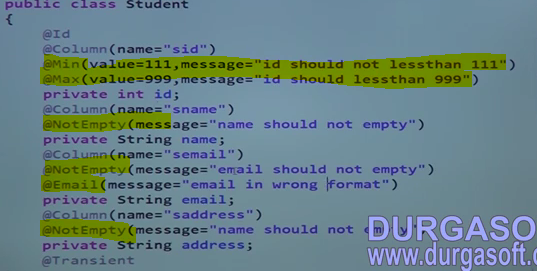 public class Student
{
@Id
@Column(name="sid")
@Min(value=111,message="id should not lessthan 111")
@Max(value=999,message="id should lessthan 999")
private int id;
@Column(name="sname")
@NotEmpty(message="name should not empty")
private String name;
@Column(name="semail")
@NotEmpty(message="email should not empty")
@Email(message="email in wrong format")
private String email;
@Column(name="saddress")
@NotEmpty(message="name should not em
private String address;
@Transient
DURGASO
www.durgasoft.c